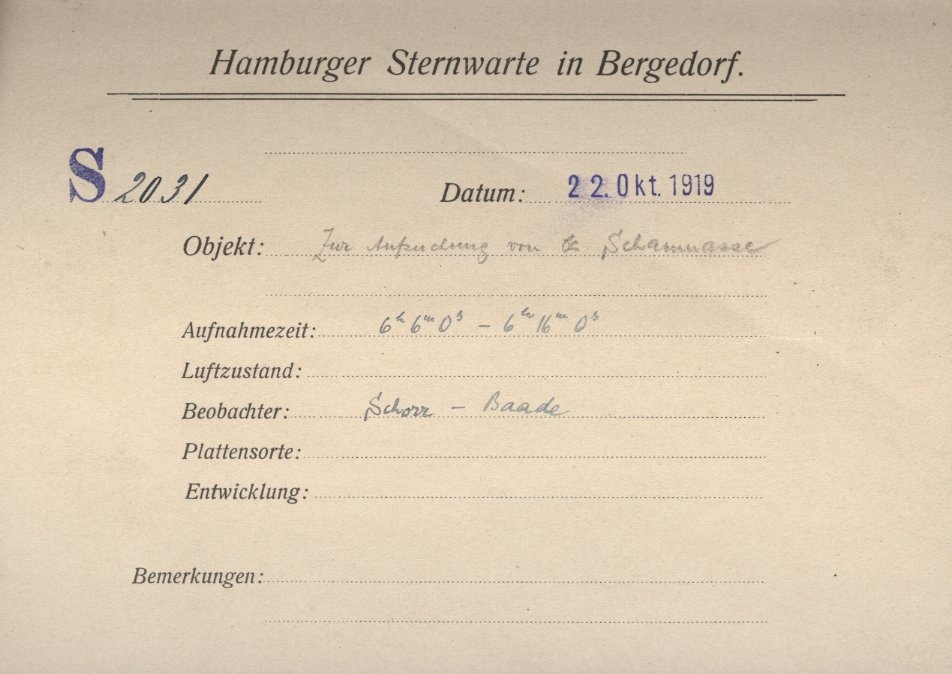 Hamburger Sternwarte in Bergedorf.
S 2031 Datum: 22. Okt. 1919
Objekt: Zur Aufsuchung von Schaumasse
Aufnahmezeit: 6h 6m 0s – 6h 16m 0s
Luftzustand:
Beobachter: Schorr – Baade
Plattensorte:
Entwicklung:
Bemerkungen: